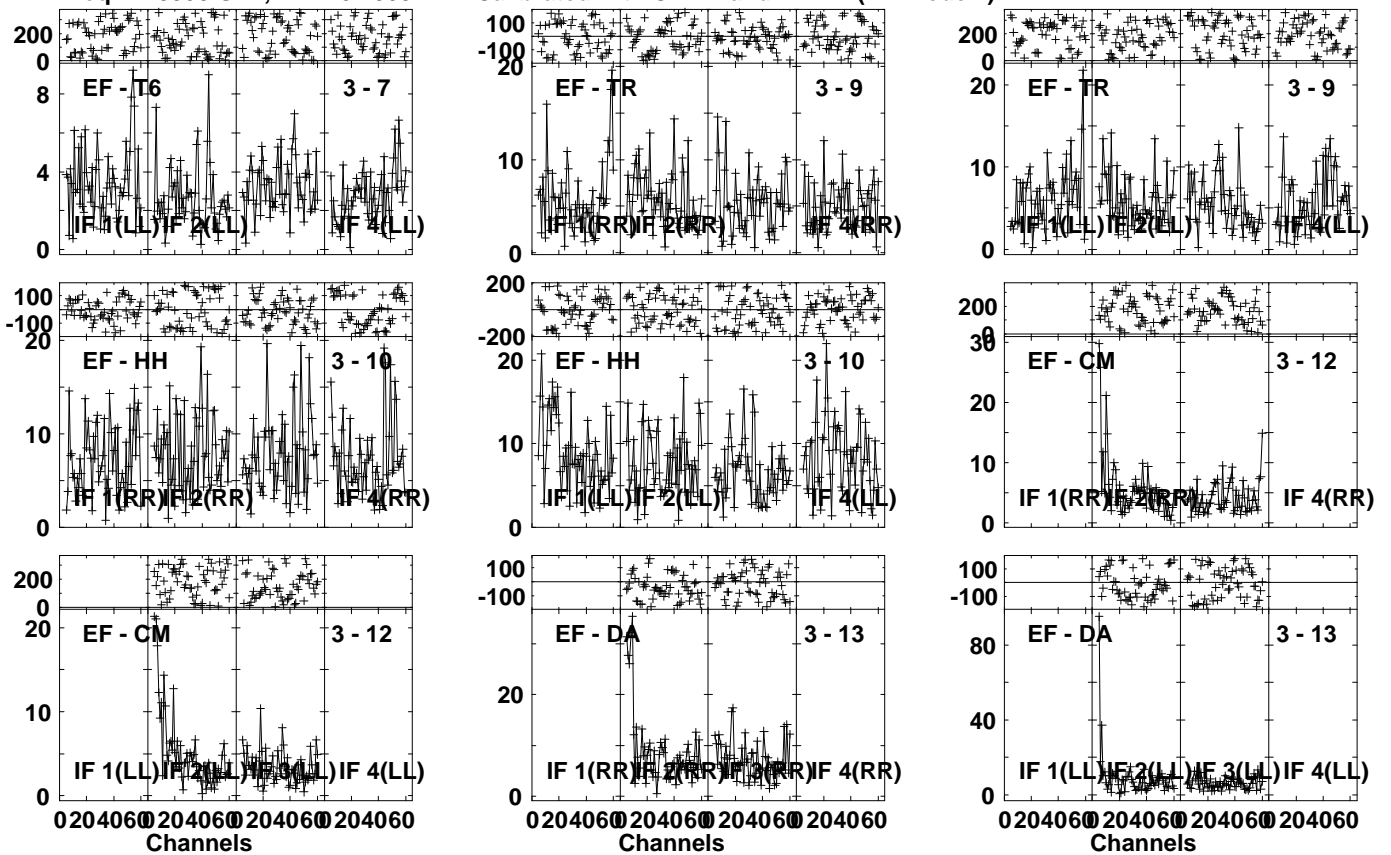 200
0
EF - T6
3 - 7
8
4
0
IF 1(LL)
IF 2(LL)
IF 4(LL)
100
-100
20
EF - TR
3 - 9
10
0
IF 1(RR)
IF 2(RR)
IF 4(RR)
200
0
EF - TR
3 - 9
20
10
0
IF 1(LL)
IF 2(LL)
IF 4(LL)
100
-100
20
EF - HH
3 - 10
10
0
IF 1(RR)
IF 2(RR)
IF 4(RR)
200
-200
20
EF - HH
3 - 10
10
0
IF 1(LL)
IF 2(LL)
IF 4(LL)
200
0
30
EF - CM
3 - 12
20
10
0
IF 1(RR)
IF 2(RR)
IF 4(RR)
200
0
20
EF - CM
3 - 12
10
0
IF 1(LL)
IF 2(LL)
IF 3(LL)
IF 4(LL)
0204060 0204060 0204060 0204060
Channels
100
-100
EF - DA
3 - 13
20
0
IF 1(RR)
IF 2(RR)
IF 3(RR)
IF 4(RR)
0204060 0204060 0204060 0204060
Channels
100
-100
EF - DA
3 - 13
80
40
0
IF 1(LL)
IF 2(LL)
IF 3(LL)
IF 4(LL)
0204060 0204060 0204060 0204060
Channels